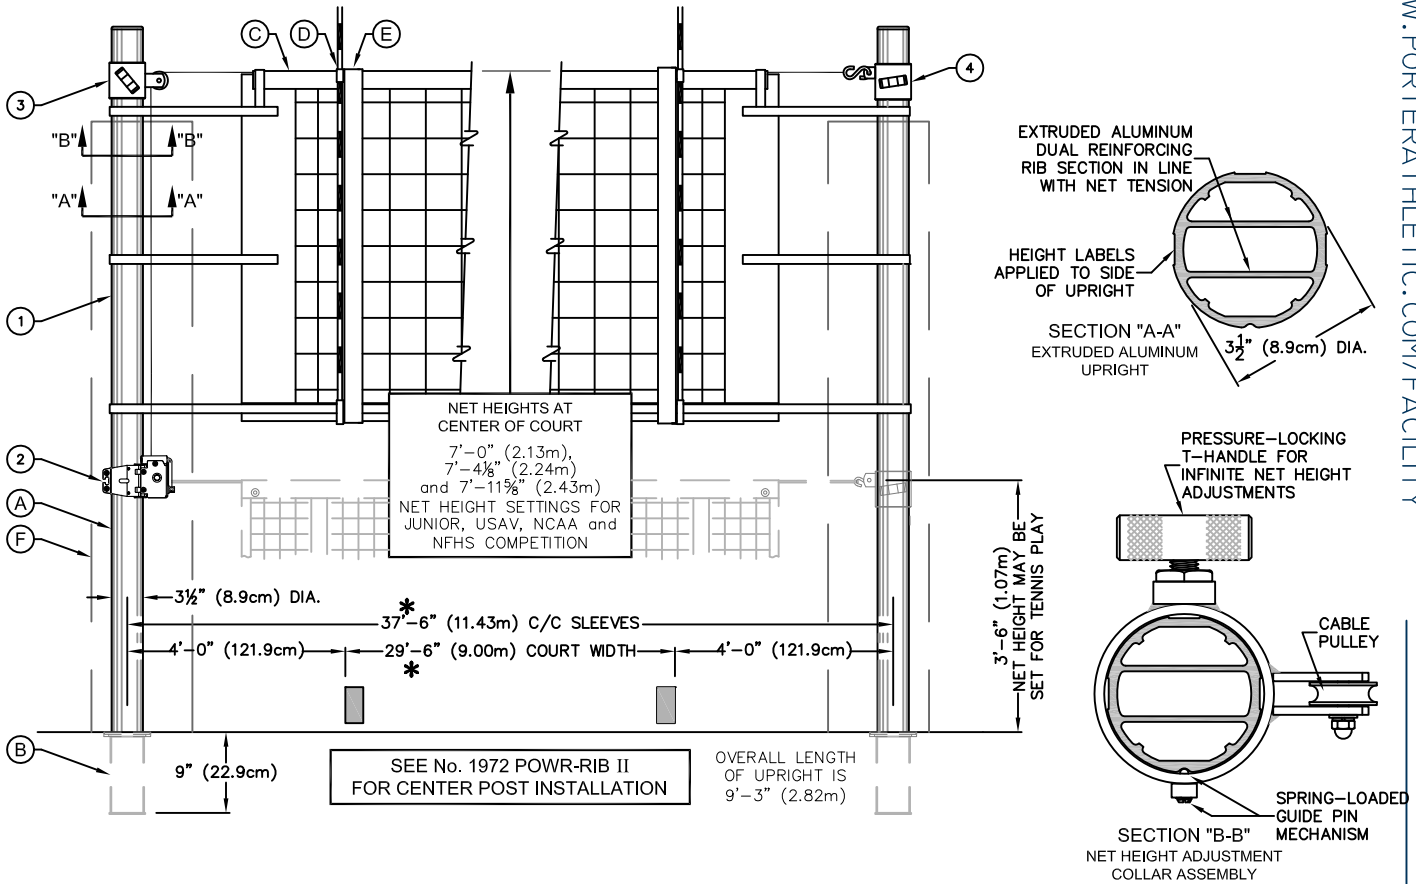 C
D
E
3
4
"B"
"B"
"A"
"A"
1
2
A
F
B
NET HEIGHTS AT
CENTER OF COURT
7'-0" (2.13m),
7'-4⅛" (2.24m)
and 7'-11⅝" (2.43m)
NET HEIGHT SETTINGS FOR
JUNIOR, USAV, NCAA and
NFHS COMPETITION
3½" (8.9cm) DIA.
*
37'-6" (11.43m) C/C SLEEVES
4'-0" (121.9cm)
29'-6" (9.00m) COURT WIDTH
4'-0" (121.9cm)
*
3'-6" (1.07m)
NET HEIGHT MAY BE
SET FOR TENNIS PLAY
9" (22.9cm)
SEE No. 1972 POWR-RIB II
FOR CENTER POST INSTALLATION
OVERALL LENGTH
OF UPRIGHT IS
9'-3" (2.82m)
EXTRUDED ALUMINUM
DUAL REINFORCING
RIB SECTION IN LINE
WITH NET TENSION
HEIGHT LABELS
APPLIED TO SIDE
OF UPRIGHT
SECTION "A-A"
EXTRUDED ALUMINUM
UPRIGHT
3½" (8.9cm) DIA.
PRESSURE-LOCKING
T-HANDLE FOR
INFINITE NET HEIGHT
ADJUSTMENTS
CABLE
PULLEY
SPRING-LOADED
GUIDE PIN
MECHANISM
SECTION "B-B"
NET HEIGHT ADJUSTMENT
COLLAR ASSEMBLY
W.PORTERATHLETIC.COM/FACILITY